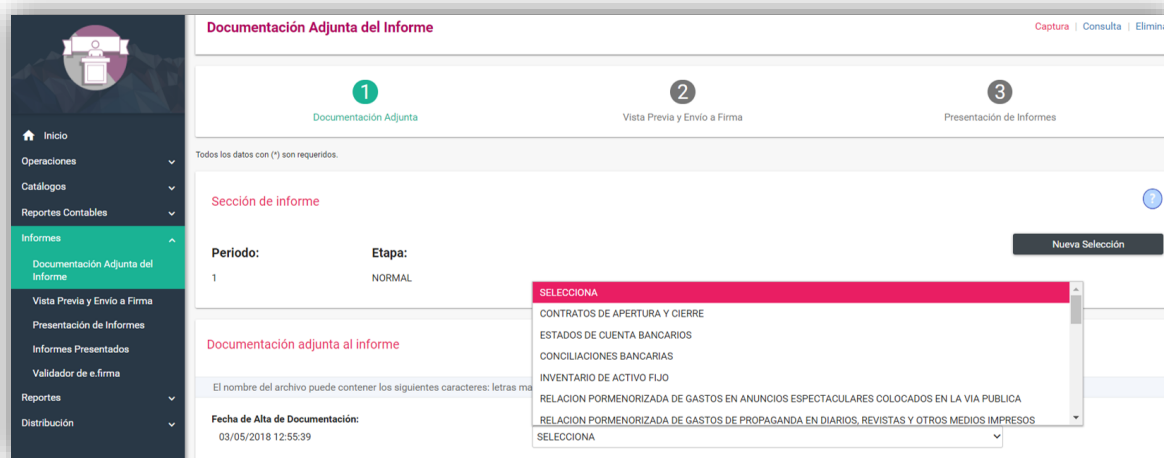 Documentación Adjunta del Informe
Captura | Consulta | Elimina
1
Documentación Adjunta
2
Vista Previa y Envío a Firma
3
Presentación de Informes
Inicio
Operaciones
Catálogos
Reportes Contables
Informes
Documentación Adjunta del
Informe
Vista Previa y Envío a Firma
Presentación de Informes
Informes Presentados
Validador de e.firma
Reportes
Distribución
Todos los datos con (*) son requeridos.
Sección de informe
?
Periodo:
Etapa:
Nueva Selección
1
NORMAL
Documentación adjunta al informe
El nombre del archivo puede contener los siguientes caracteres: letras ma
Fecha de Alta de Documentación:
03/05/2018 12:55:39
SELECCIONA
CONTRATOS DE APERTURA Y CIERRE
ESTADOS DE CUENTA BANCARIOS
CONCILIACIONES BANCARIAS
INVENTARIO DE ACTIVO FIJO
RELACION PORMENORIZADA DE GASTOS EN ANUNCIOS ESPECTACULARES COLOCADOS EN LA VIA PUBLICA
RELACION PORMENORIZADA DE GASTOS DE PROPAGANDA EN DIARIOS, REVISTAS Y OTROS MEDIOS IMPRESOS
SELECCIONA